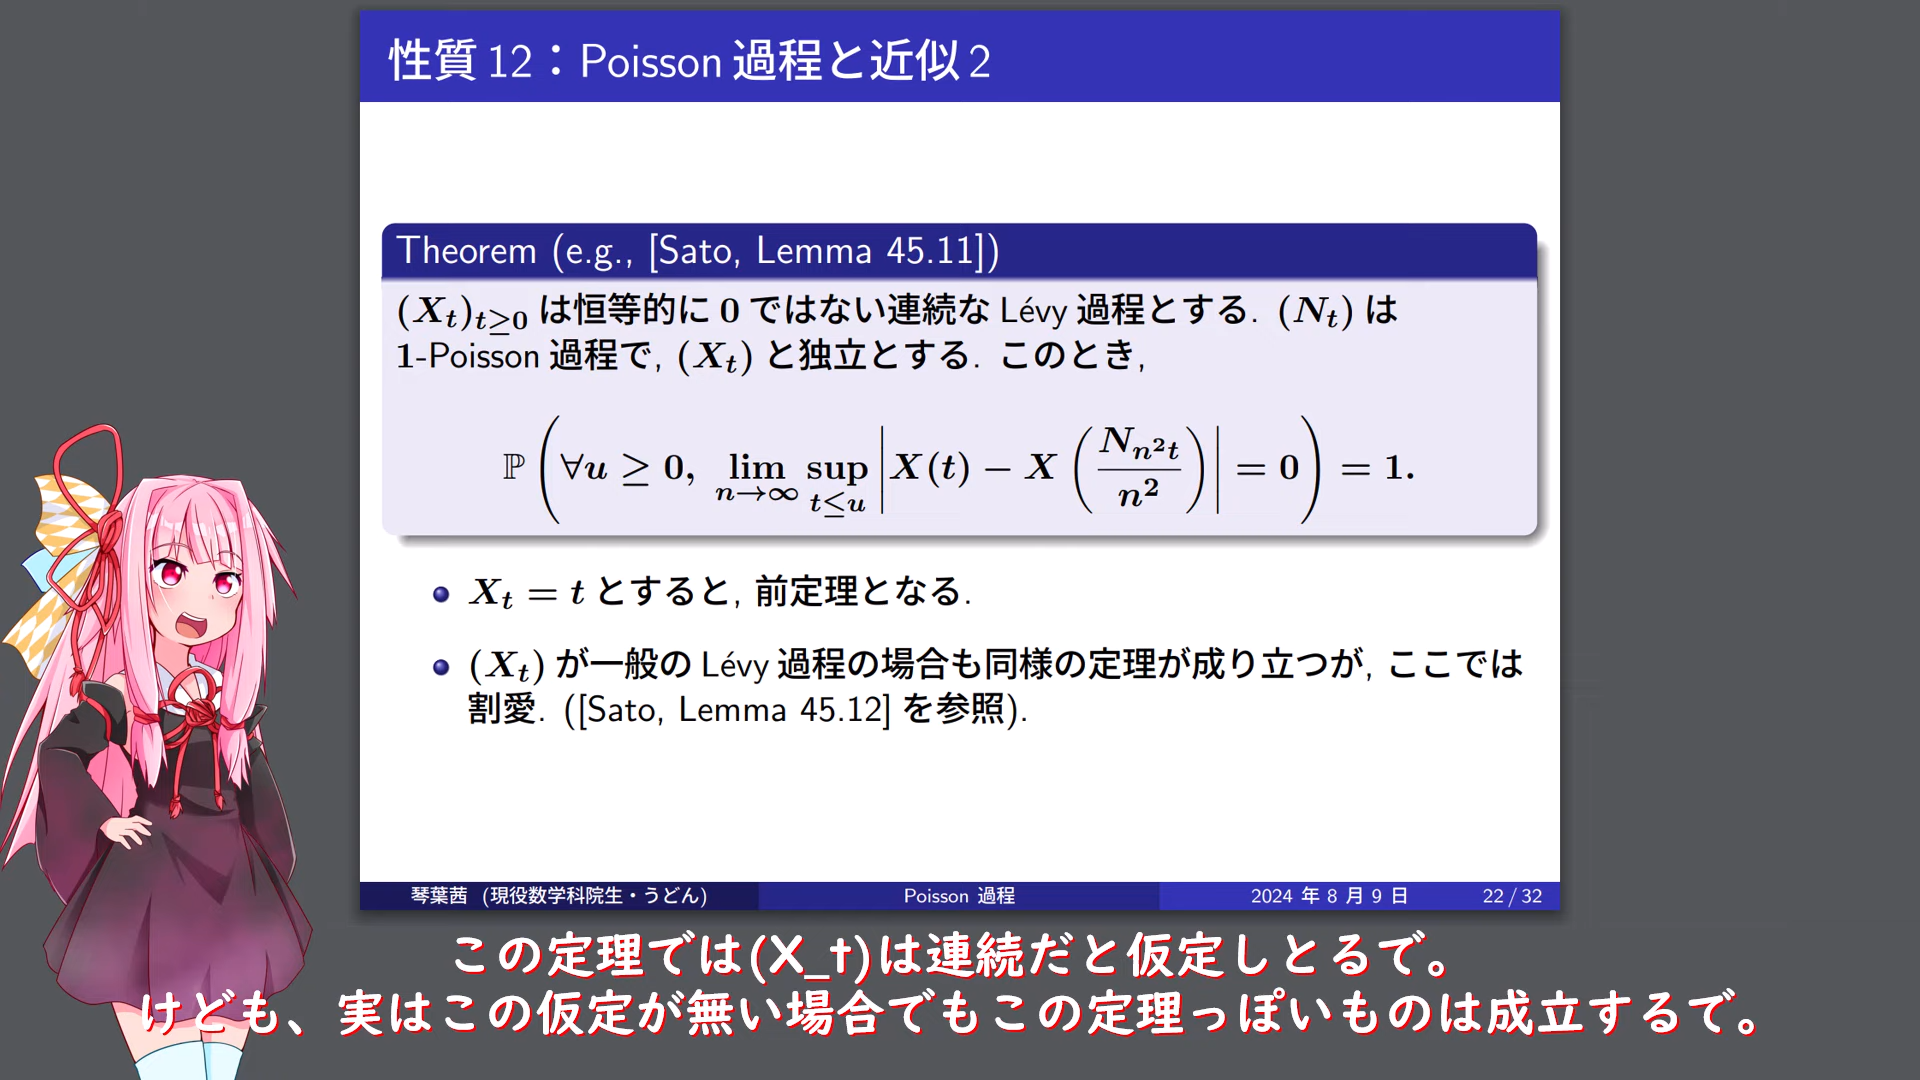 性質 12：Poisson 過程と近似 2
Theorem (e.g., [Sato, Lemma 45.11])
(X_t)_{t≥0} は恒等的に 0 ではない連続な Lévy 過程とする. (N_t) は
1-Poisson 過程で, (X_t) と独立とする. このとき,
ℙ(∀u ≥ 0, lim_{n→∞} sup_{t≤u} |X(t) − X(N_{n²t}/n²)| = 0) = 1.
X_t = t とすると, 前定理となる.
(X_t) が一般の Lévy 過程の場合も同様の定理が成り立つが, ここでは
割愛. ([Sato, Lemma 45.12] を参照).
琴葉茜 (現役数学科院生・うどん) Poisson 過程 2024 年 8 月 9 日 22 / 32
この定理では(X_t)は連続だと仮定しとるで。
けども、実はこの仮定が無い場合でもこの定理っぽいものは成立するで。